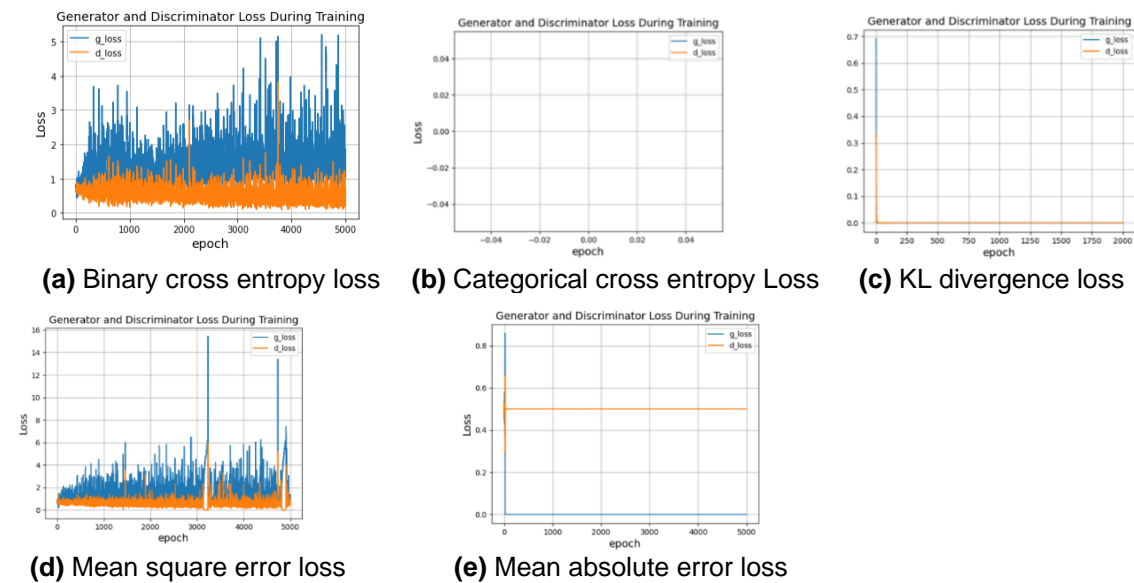 Generator and Discriminator Loss During Training
g_loss
d_loss
5
4
3
2
1
0
Loss
0 1000 2000 3000 4000 5000
epoch
(a) Binary cross entropy loss
Generator and Discriminator Loss During Training
g_loss
d_loss
0.04
0.02
0.00
−0.02
−0.04
Loss
−0.04 −0.02 0.00 0.02 0.04
epoch
(b) Categorical cross entropy Loss
Generator and Discriminator Loss During Training
g_loss
d_loss
0.7
0.6
0.5
0.4
0.3
0.2
0.1
0.0
Loss
0 250 500 750 1000 1250 1500 1750 2000
epoch
(c) KL divergence loss
Generator and Discriminator Loss During Training
g_loss
d_loss
16
14
12
10
8
6
4
2
0
Loss
0 1000 2000 3000 4000 5000
epoch
(d) Mean square error loss
Generator and Discriminator Loss During Training
g_loss
d_loss
0.8
0.6
0.4
0.2
0.0
Loss
0 1000 2000 3000 4000 5000
epoch
(e) Mean absolute error loss